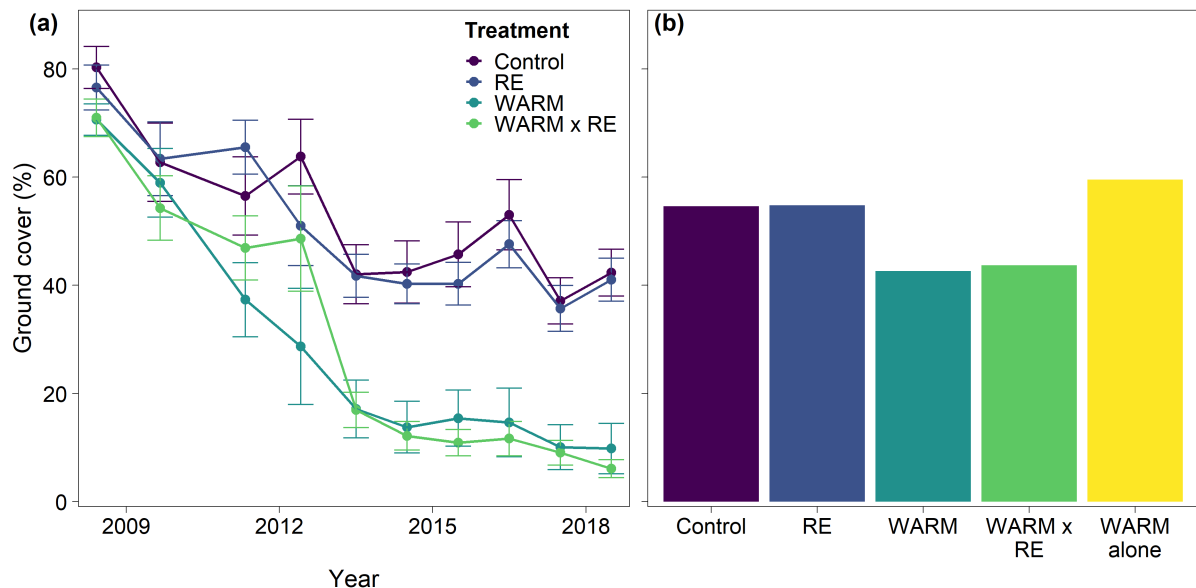 (a)
Treatment
Control
RE
WARM
WARM x RE
Ground cover (%)
80
60
40
20
0
2009
2012
2015
2018
Year
(b)
Control
RE
WARM
WARM x
RE
WARM
alone